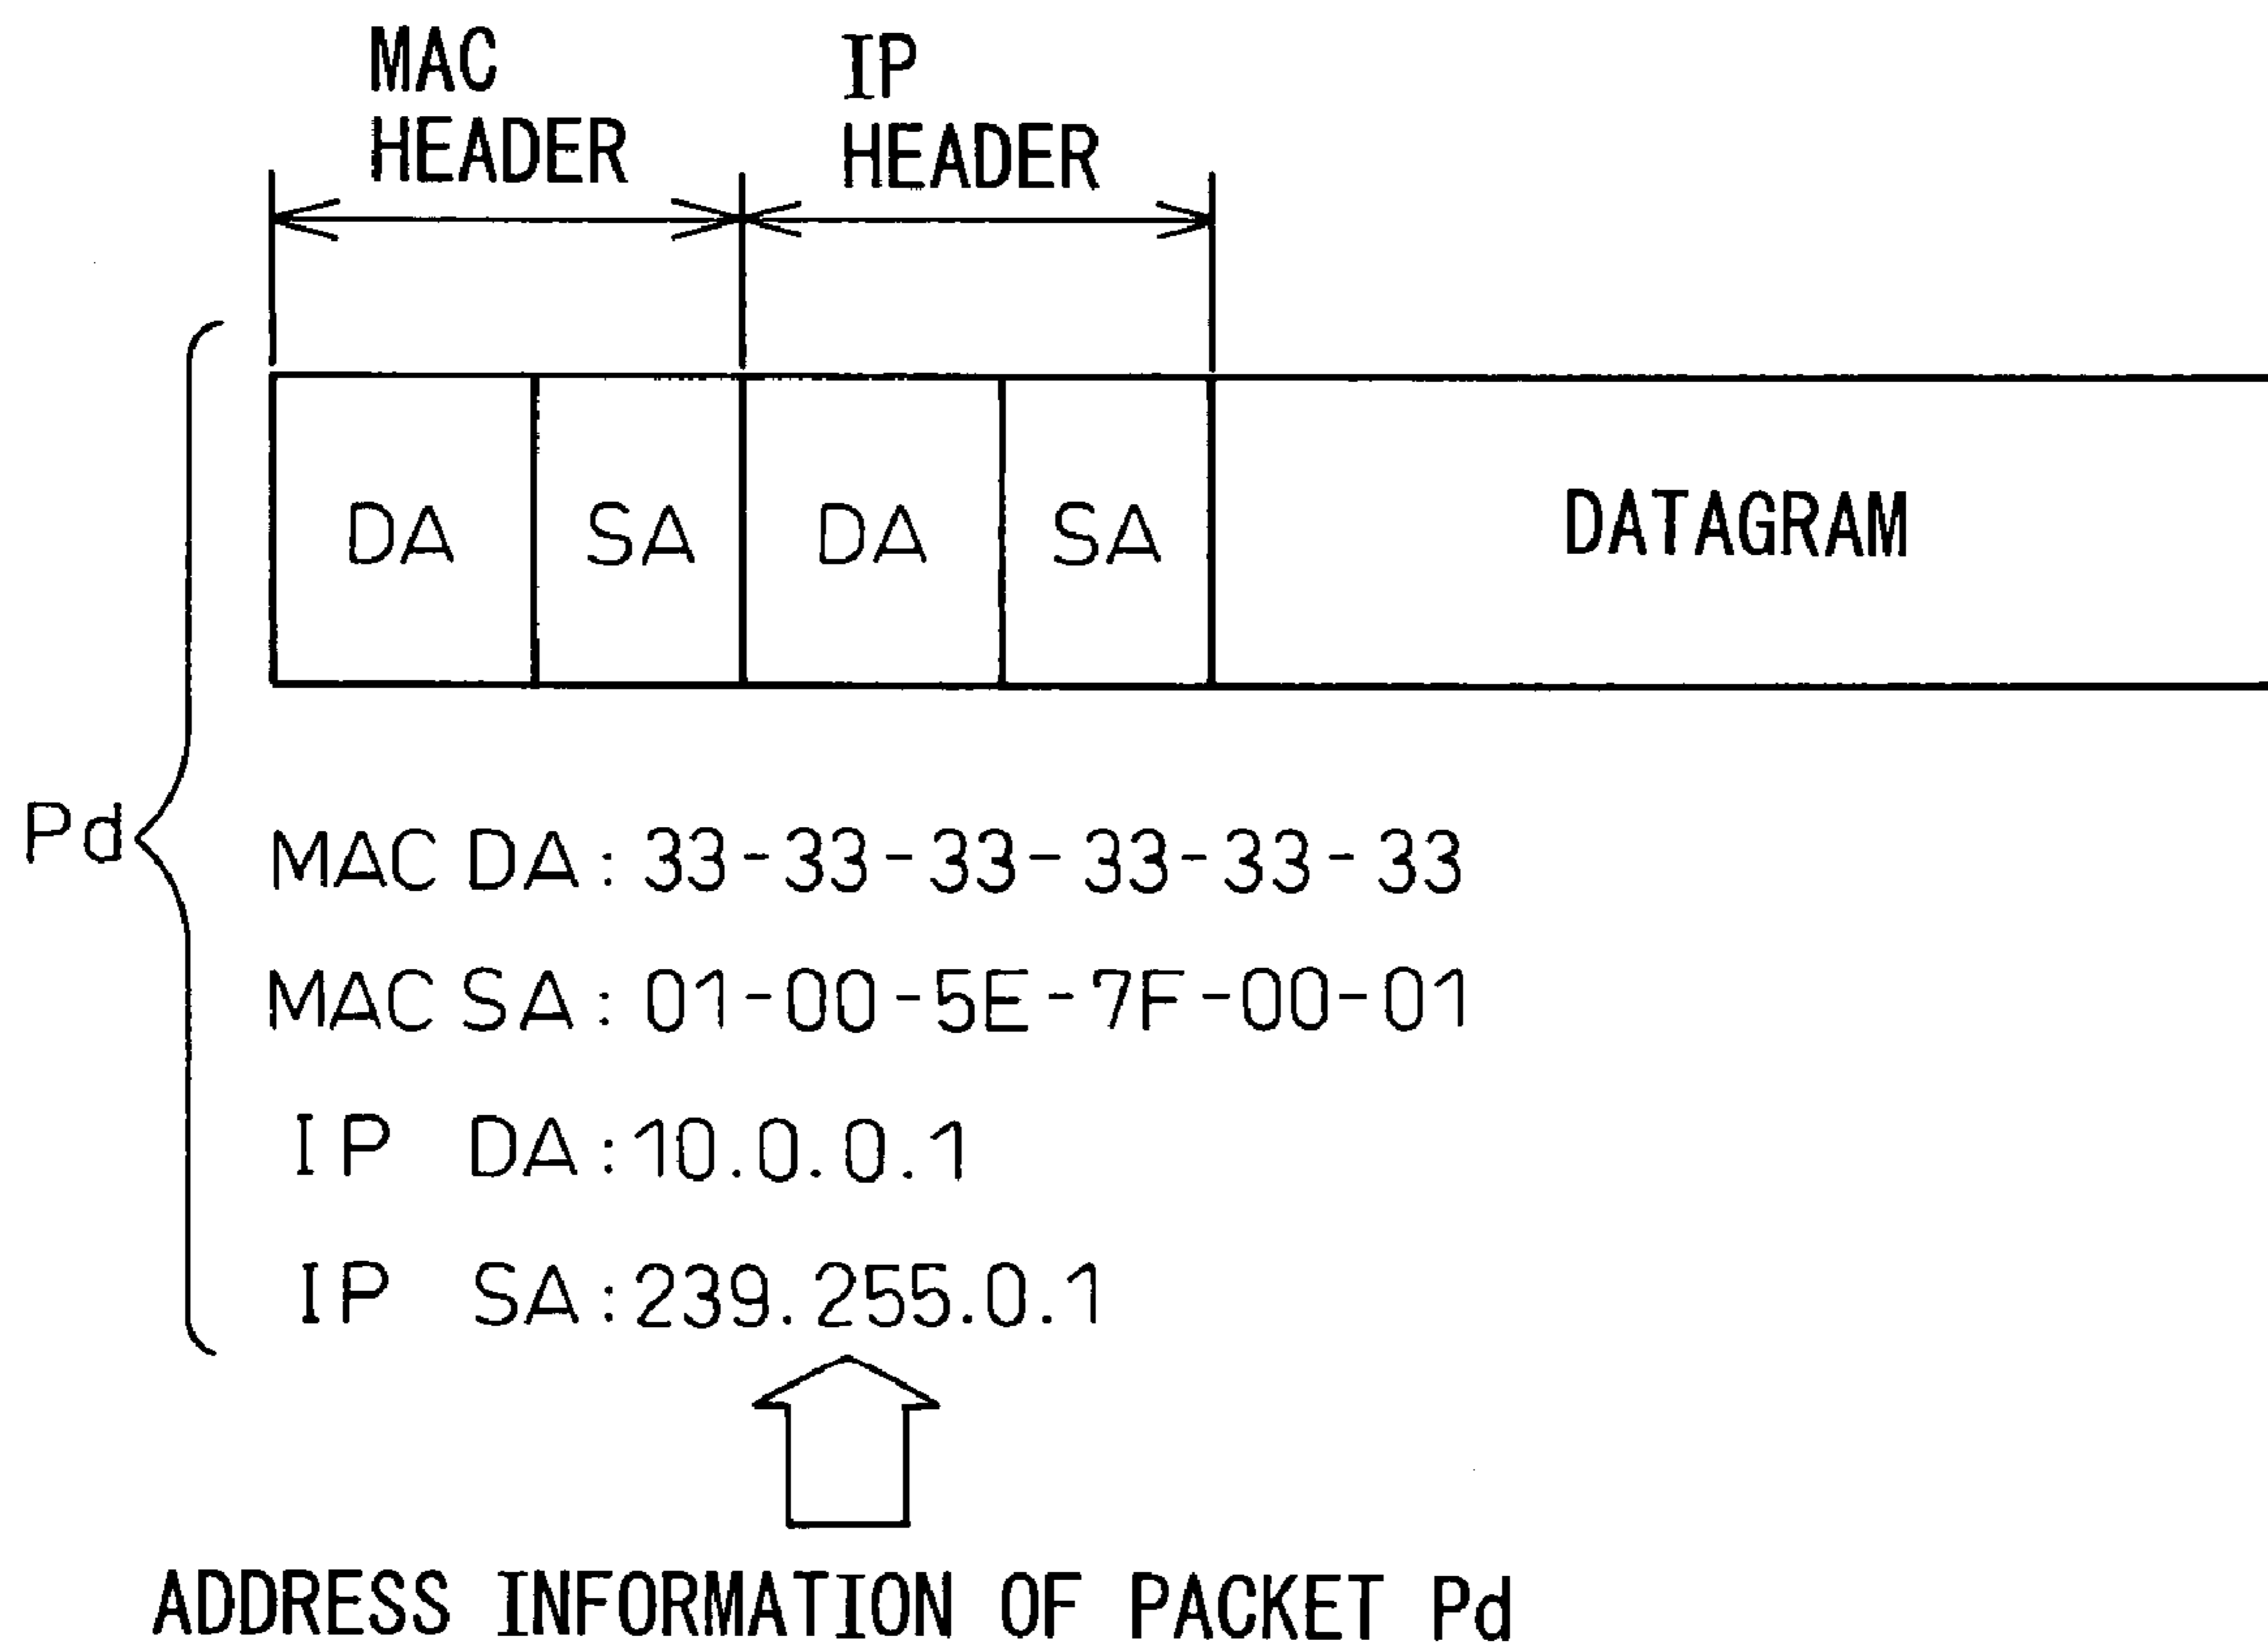 MAC
HEADER
IP
HEADER
DA SA DA SA DATAGRAM
Pd
MAC DA: 33-33-33-33-33-33
MAC SA: 01-00-5E-7F-00-01
IP DA:10.0.0.1
IP SA:239.255.0.1
ADDRESS INFORMATION OF PACKET Pd